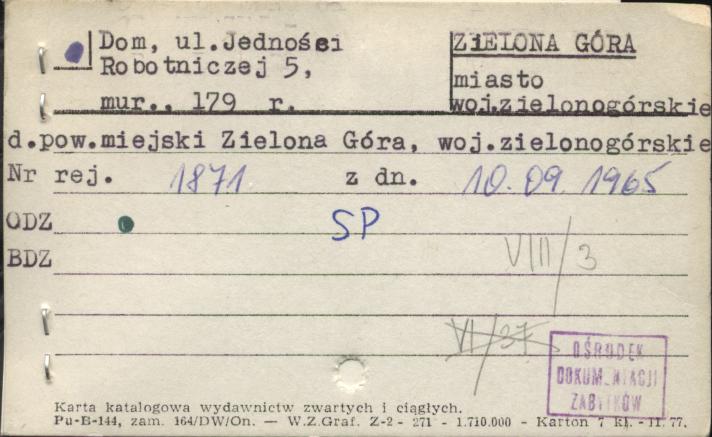 Dom, ul.Jedności
Robotniczej 5,
mur., 179 r.
ZIELONA GÓRA
miasto
woj.zielonogórskie
d.pow.miejski Zielona Góra, woj.zielonogórskie
Nr rej. 1871 z dn. 10.09.1965
ODZ SP
BDZ VIII/3
VI/37
OŚRODEK
DOKUMENTACJI
ZABYTKÓW
Karta katalogowa wydawnictw zwartych i ciągłych.
Pu-B-144, zam. 164/DW/On. — W.Z.Graf. Z-2 - 271 - 1.710.000 - Karton 7 kl. - 11. 77.